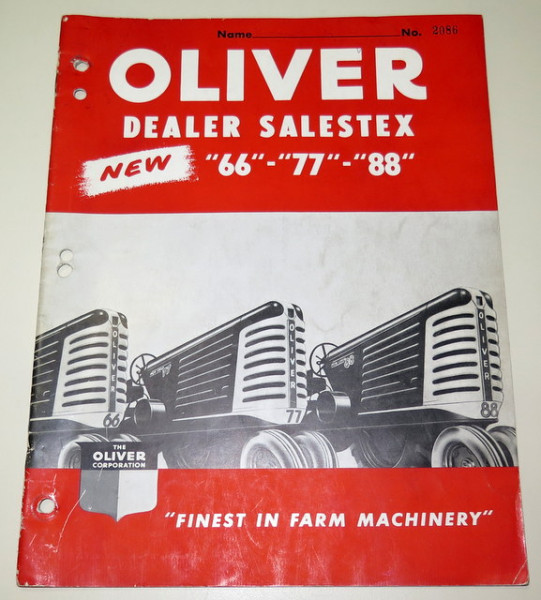 Name No. 2086
OLIVER
DEALER SALESTEX
NEW "66"-"77"-"88"
OLIVER
66
OLIVER
77
OLIVER
88
THE
OLIVER
CORPORATION
"FINEST IN FARM MACHINERY"